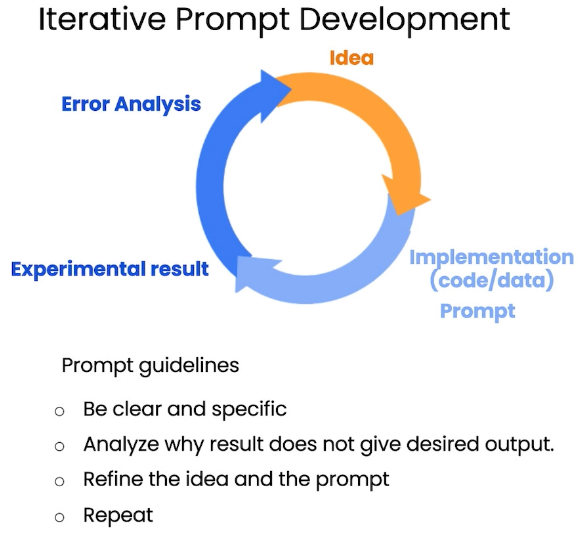 Iterative Prompt Development
Idea
Error Analysis
Experimental result
Implementation
(code/data)
Prompt
Prompt guidelines
o Be clear and specific
o Analyze why result does not give desired output.
o Refine the idea and the prompt
o Repeat